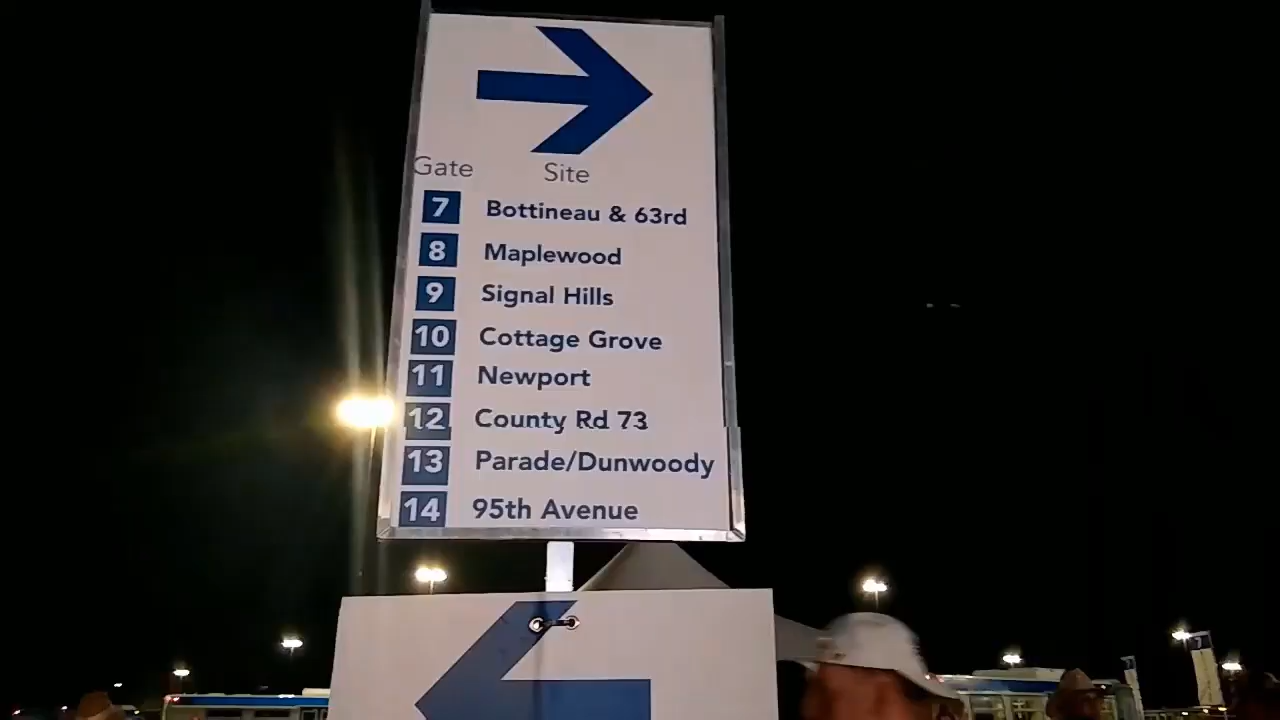 Gate Site
7 Bottineau & 63rd
8 Maplewood
9 Signal Hills
10 Cottage Grove
11 Newport
12 County Rd 73
13 Parade/Dunwoody
14 95th Avenue
7